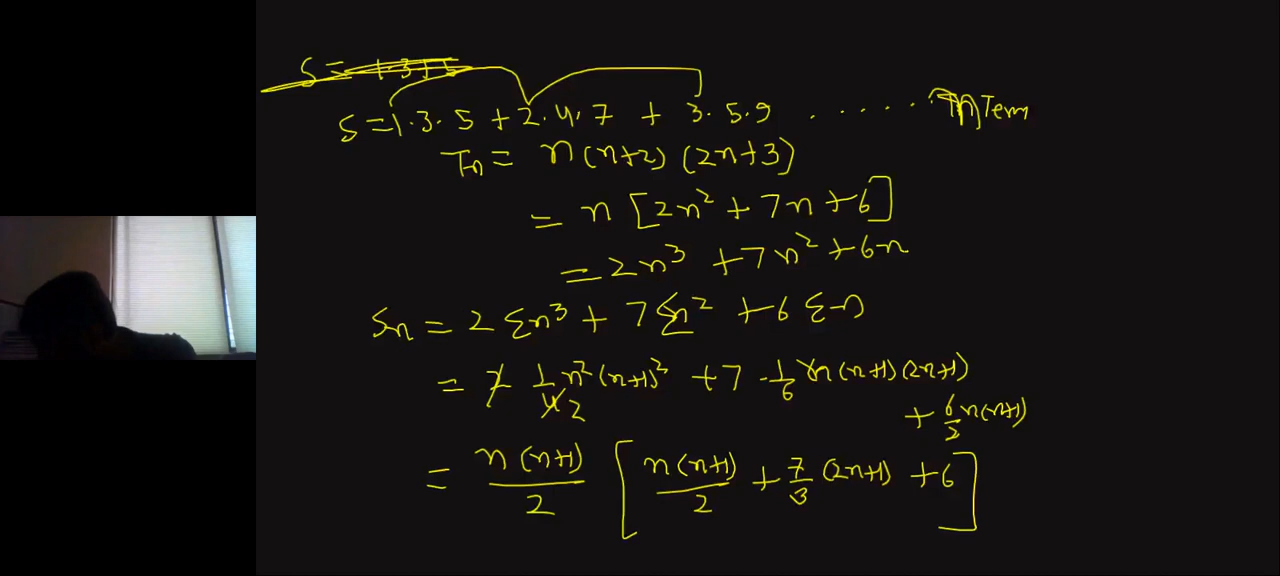 S = 1·3·5 + 2·4·7 + 3·5·9 ......... n Term
Tn = n(n+2)(2n+3)
= n[2n² + 7n + 6]
= 2n³ + 7n² + 6n
Sn = 2Σn³ + 7Σn² + 6Σn
= 2 1/4 2 n²(n+1)² + 7 · 1/6 n(n+1)(2n+1)
+ 6/2 n(n+1)
= n(n+1)/2 [n(n+1)/2 + 7/3 (2n+1) + 6]